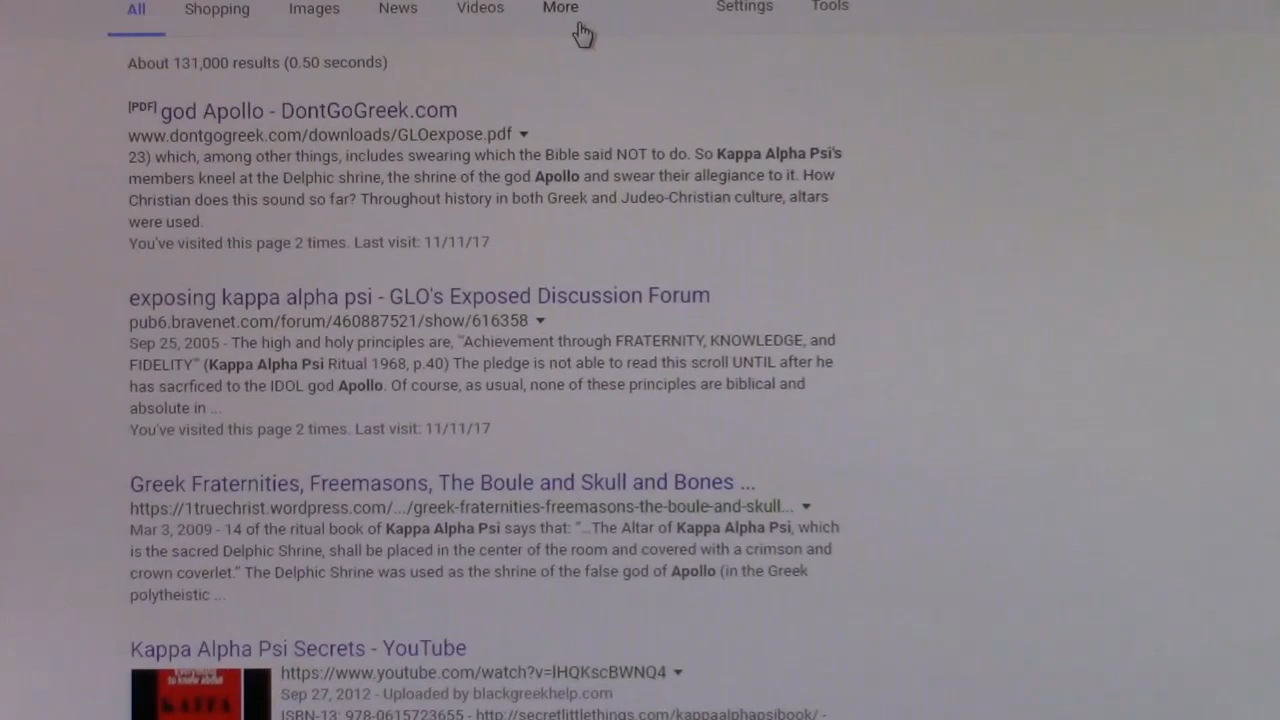 All Shopping Images News Videos More Settings Tools
About 131,000 results (0.50 seconds)
[PDF] god Apollo - DontGoGreek.com
www.dontgogreek.com/downloads/GLOexpose.pdf
23) which, among other things, includes swearing which the Bible said NOT to do. So Kappa Alpha Psi's
members kneel at the Delphic shrine, the shrine of the god Apollo and swear their allegiance to it. How
Christian does this sound so far? Throughout history in both Greek and Judeo-Christian culture, altars
were used.
You've visited this page 2 times. Last visit: 11/11/17
exposing kappa alpha psi - GLO's Exposed Discussion Forum
pub6.bravenet.com/forum/460887521/show/616358
Sep 25, 2005 - The high and holy principles are, "Achievement through FRATERNITY, KNOWLEDGE, and
FIDELITY" (Kappa Alpha Psi Ritual 1968, p.40) The pledge is not able to read this scroll UNTIL after he
has sacrficed to the IDOL god Apollo. Of course, as usual, none of these principles are biblical and
absolute in ...
You've visited this page 2 times. Last visit: 11/11/17
Greek Fraternities, Freemasons, The Boule and Skull and Bones ...
https://1truechrist.wordpress.com/.../greek-fraternities-freemasons-the-boule-and-skull...
Mar 3, 2009 - 14 of the ritual book of Kappa Alpha Psi says that: "...The Altar of Kappa Alpha Psi, which
is the sacred Delphic Shrine, shall be placed in the center of the room and covered with a crimson and
crown coverlet." The Delphic Shrine was used as the shrine of the false god of Apollo (in the Greek
polytheistic ...
Kappa Alpha Psi Secrets - YouTube
https://www.youtube.com/watch?v=lHQKscBWNQ4
Sep 27, 2012 - Uploaded by blackgreekhelp.com
ISBN-13: 978-0615723655 - http://secretlittlethings.com/kappaalphapsibook/ -
to know about
KAPPA